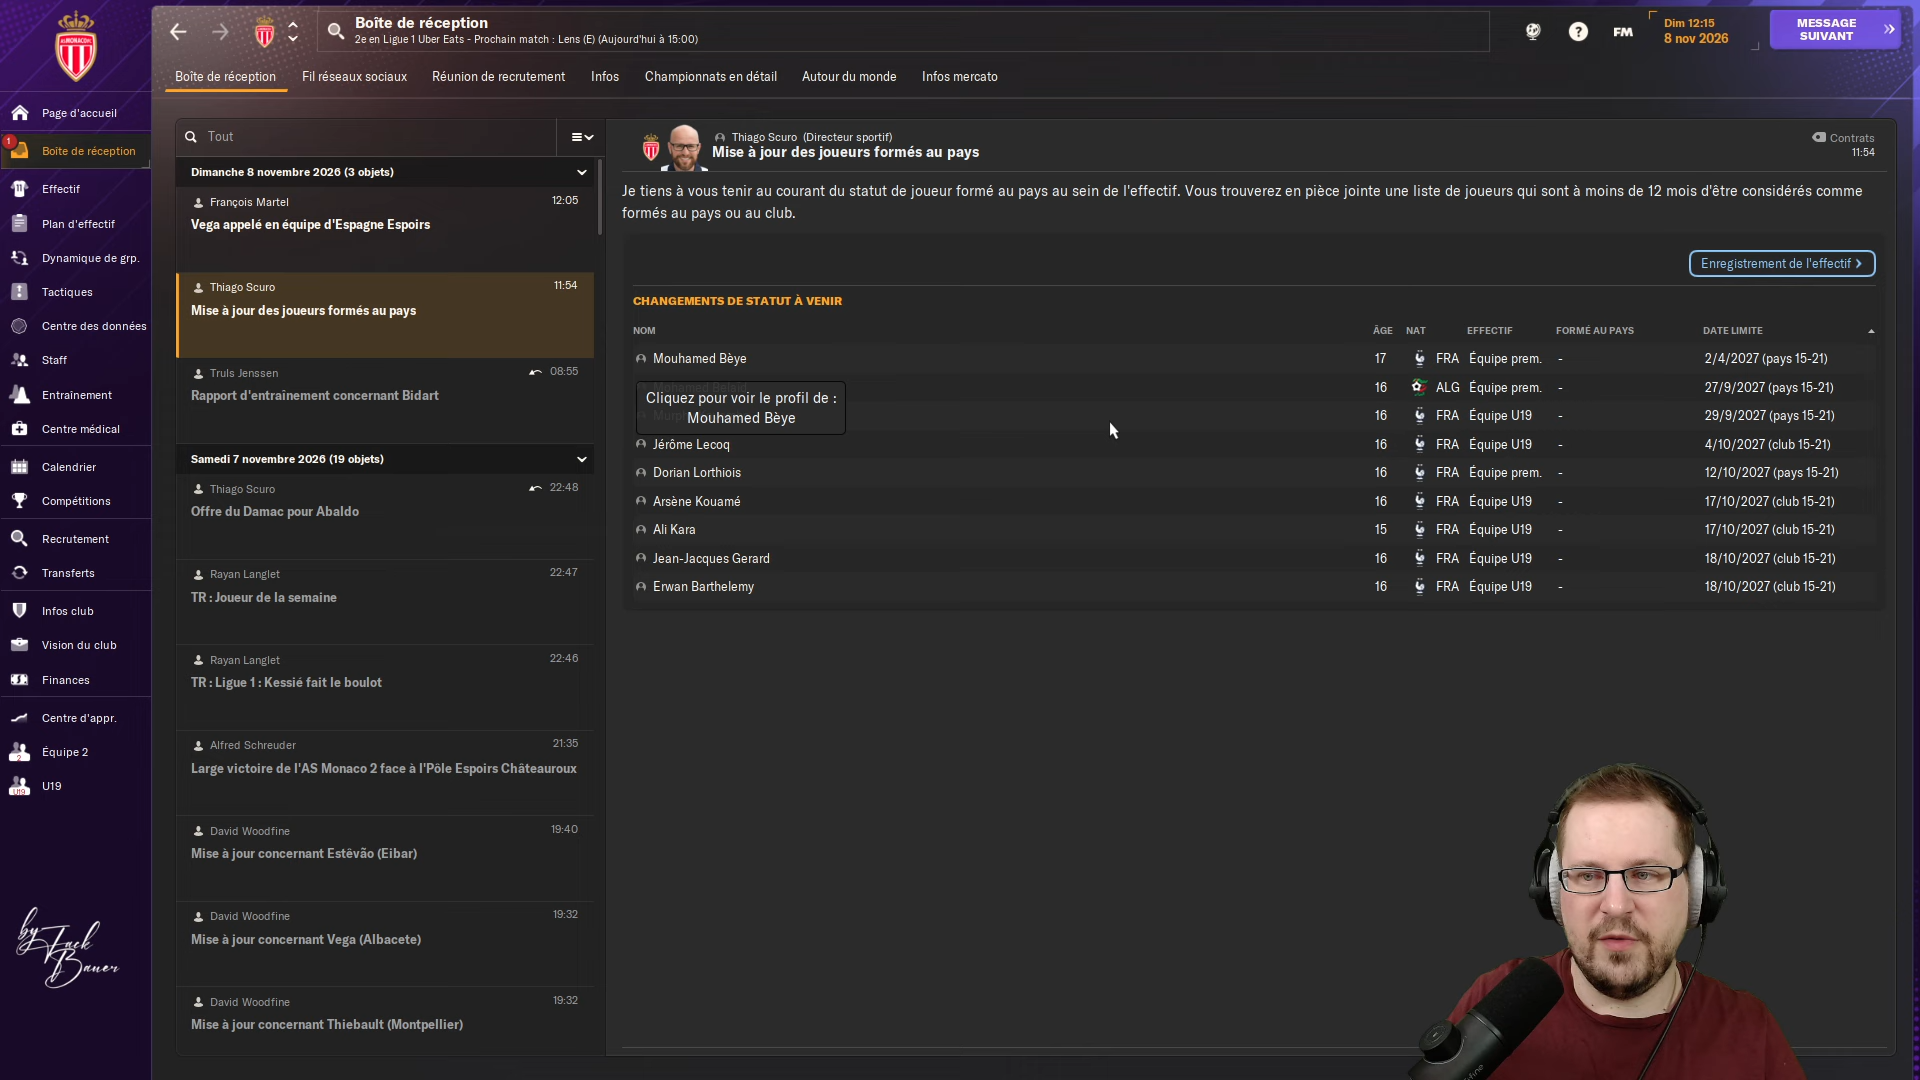 Boîte de réception
2e en Ligue 1 Uber Eats - Prochain match : Lens (E) (Aujourd'hui à 15:00)
FM
Dim 12:15
8 nov 2026
MESSAGE
SUIVANT
Boîte de réception
Fil réseaux sociaux
Réunion de recrutement
Infos
Championnats en détail
Autour du monde
Infos mercato
Page d'accueil
1
Boîte de réception
Effectif
Plan d'effectif
Dynamique de grp.
Tactiques
Centre des données
Staff
Entraînement
Centre médical
Calendrier
Compétitions
Recrutement
Transferts
Infos club
Vision du club
Finances
Centre d'appr.
Équipe 2
U19
by Jack
Bauer
Tout
Dimanche 8 novembre 2026 (3 objets)
François Martel 12:05
Vega appelé en équipe d'Espagne Espoirs
Thiago Scuro 11:54
Mise à jour des joueurs formés au pays
Truls Jenssen 08:55
Rapport d'entraînement concernant Bidart
Samedi 7 novembre 2026 (19 objets)
Thiago Scuro 22:48
Offre du Damac pour Abaldo
Rayan Langlet 22:47
TR : Joueur de la semaine
Rayan Langlet 22:46
TR : Ligue 1 : Kessié fait le boulot
Alfred Schreuder 21:35
Large victoire de l'AS Monaco 2 face à l'Pôle Espoirs Châteauroux
David Woodfine 19:40
Mise à jour concernant Estêvão (Eibar)
David Woodfine 19:32
Mise à jour concernant Vega (Albacete)
David Woodfine 19:32
Mise à jour concernant Thiebault (Montpellier)
Thiago Scuro (Directeur sportif)
Mise à jour des joueurs formés au pays
Contrats
11:54
Je tiens à vous tenir au courant du statut de joueur formé au pays au sein de l'effectif. Vous trouverez en pièce jointe une liste de joueurs qui sont à moins de 12 mois d'être considérés comme
formés au pays ou au club.
Enregistrement de l'effectif
CHANGEMENTS DE STATUT À VENIR
NOM ÂGE NAT EFFECTIF FORMÉ AU PAYS DATE LIMITE
Mouhamed Bèye 17 FRA Équipe prem. - 2/4/2027 (pays 15-21)
16 ALG Équipe prem. - 27/9/2027 (pays 15-21)
Cliquez pour voir le profil de :
Mouhamed Bèye
16 FRA Équipe U19 - 29/9/2027 (pays 15-21)
Jérôme Lecoq 16 FRA Équipe U19 - 4/10/2027 (club 15-21)
Dorian Lorthiois 16 FRA Équipe prem. - 12/10/2027 (pays 15-21)
Arsène Kouamé 16 FRA Équipe U19 - 17/10/2027 (club 15-21)
Ali Kara 15 FRA Équipe U19 - 17/10/2027 (club 15-21)
Jean-Jacques Gerard 16 FRA Équipe U19 - 18/10/2027 (club 15-21)
Erwan Barthelemy 16 FRA Équipe U19 - 18/10/2027 (club 15-21)